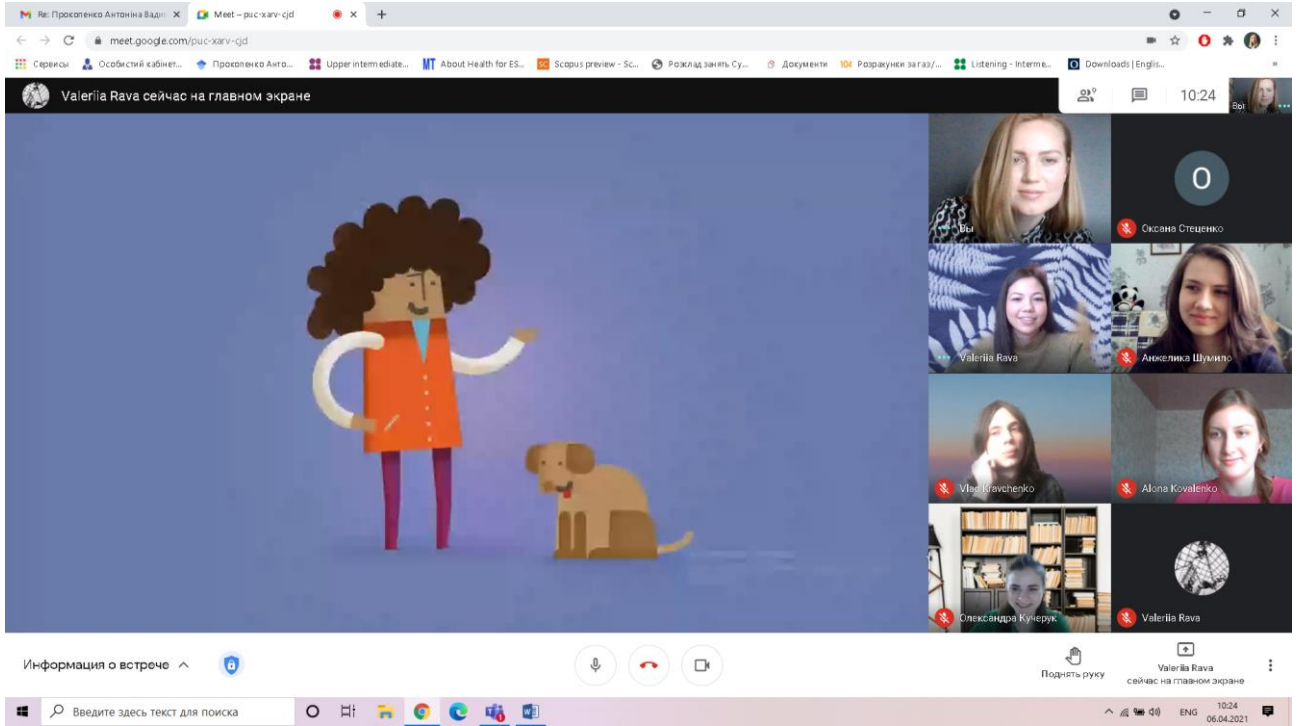 Re: Прокопенко Антоніна Вадим
Meet – puc-xarv-cjd
meet.google.com/puc-xarv-cjd
Сервисы
Особистий кабінет...
Прокопенко Анто...
Upper intermediate...
MT About Health for ES...
SC Scopus preview - Sc...
Розклад занять Су...
Документи
104 Розрахунки за газ/...
Listening - Interme...
Downloads | Englis...
Valeriia Rava сейчас на главном экране
10:24
Вы
Вы
О
Оксана Стеценко
Valeriia Rava
Анжелика Шумило
Vlad Kravchenko
Alona Kovalenko
Олександра Кучерук
Valeriia Rava
Информация о встрече
Поднять руку
Valeriia Rava
сейчас на главном экране
Введите здесь текст для поиска
ENG
10:24
06.04.2021